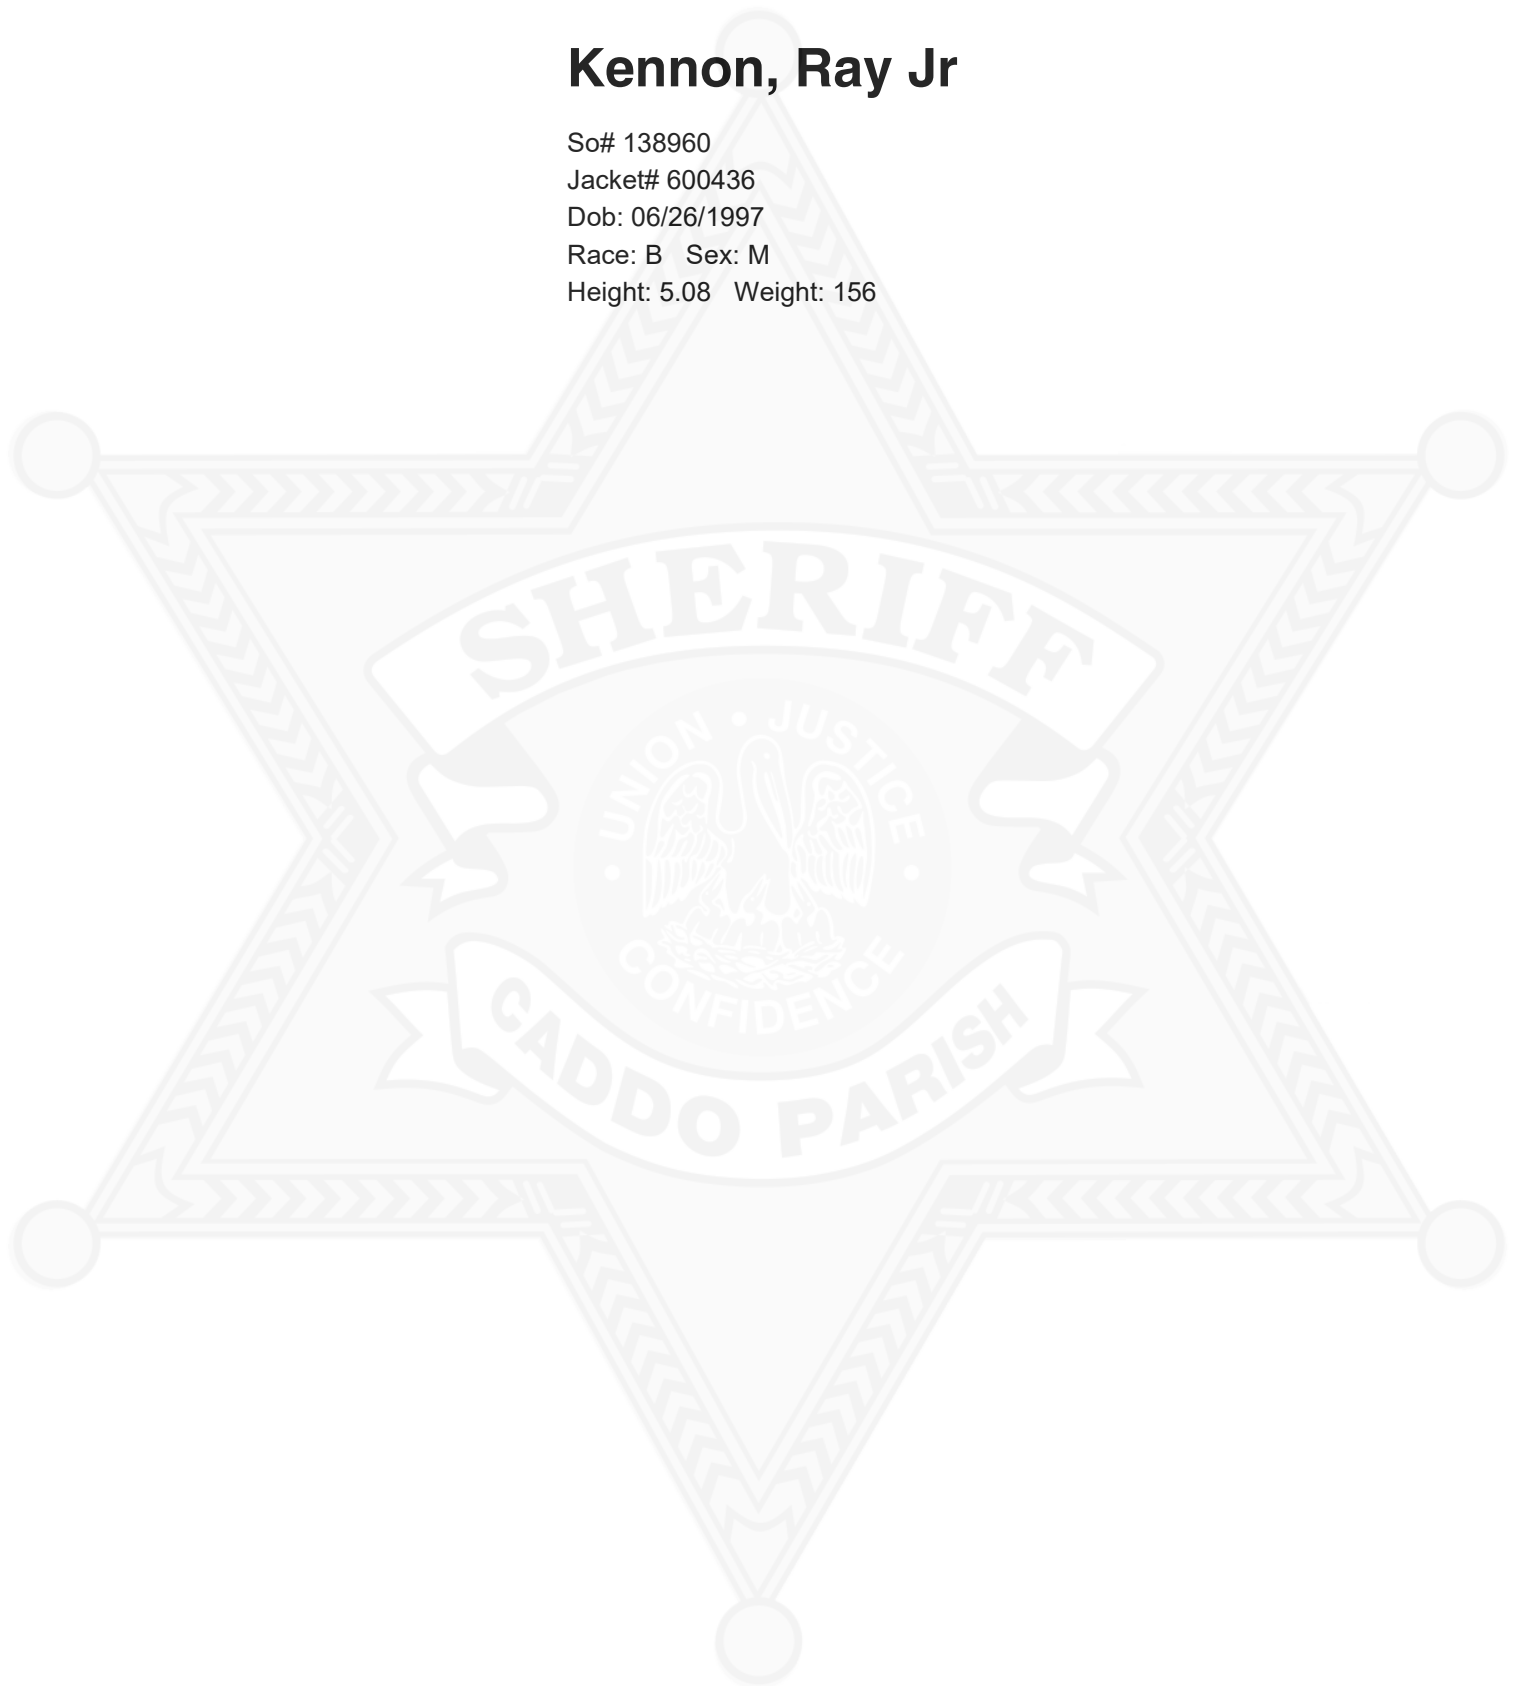 Kennon, Ray Jr
So# 138960
Jacket# 600436
Dob: 06/26/1997
Race: B Sex: M
Height: 5.08 Weight: 156
SHERIFF
UNION • JUSTICE
• CONFIDENCE •
CADDO PARISH